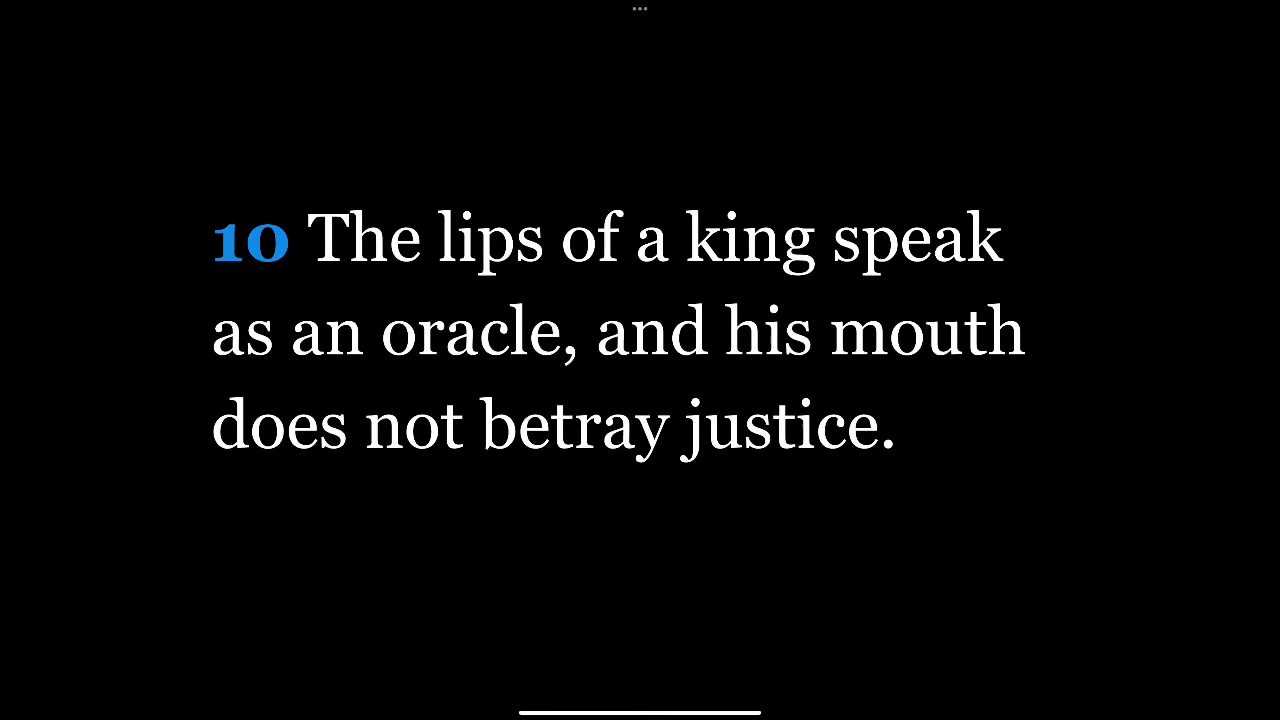 10 The lips of a king speak
as an oracle, and his mouth
does not betray justice.